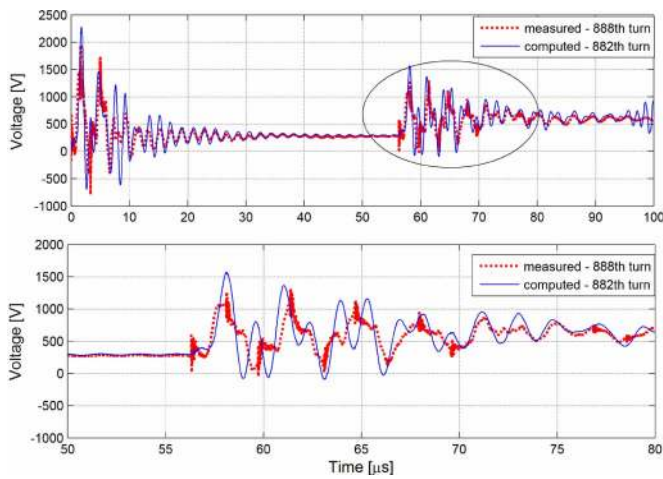 2500
2000
1500
1000
500
0
-500
-1000
Voltage [V]
measured - 888th turn
computed - 882th turn
0 10 20 30 40 50 60 70 80 90 100
2000
1500
1000
500
0
-500
-1000
Voltage [V]
measured - 888th turn
computed - 882th turn
50 55 60 65 70 75 80
Time [µs]